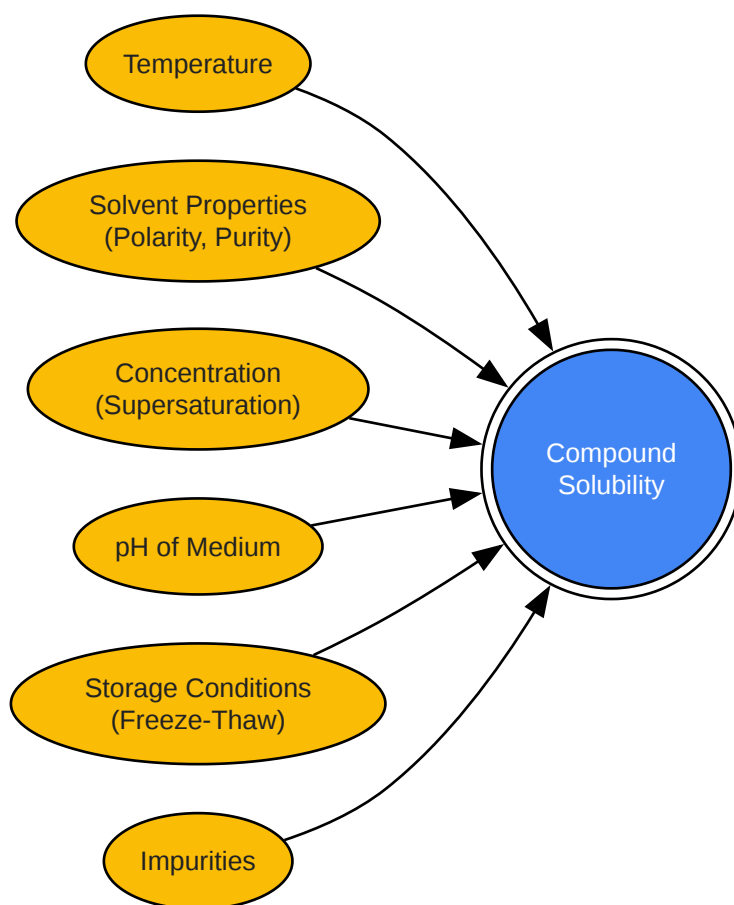 Temperature
Solvent Properties
(Polarity, Purity)
Concentration
(Supersaturation)
Compound
Solubility
pH of Medium
Storage Conditions
(Freeze-Thaw)
Impurities